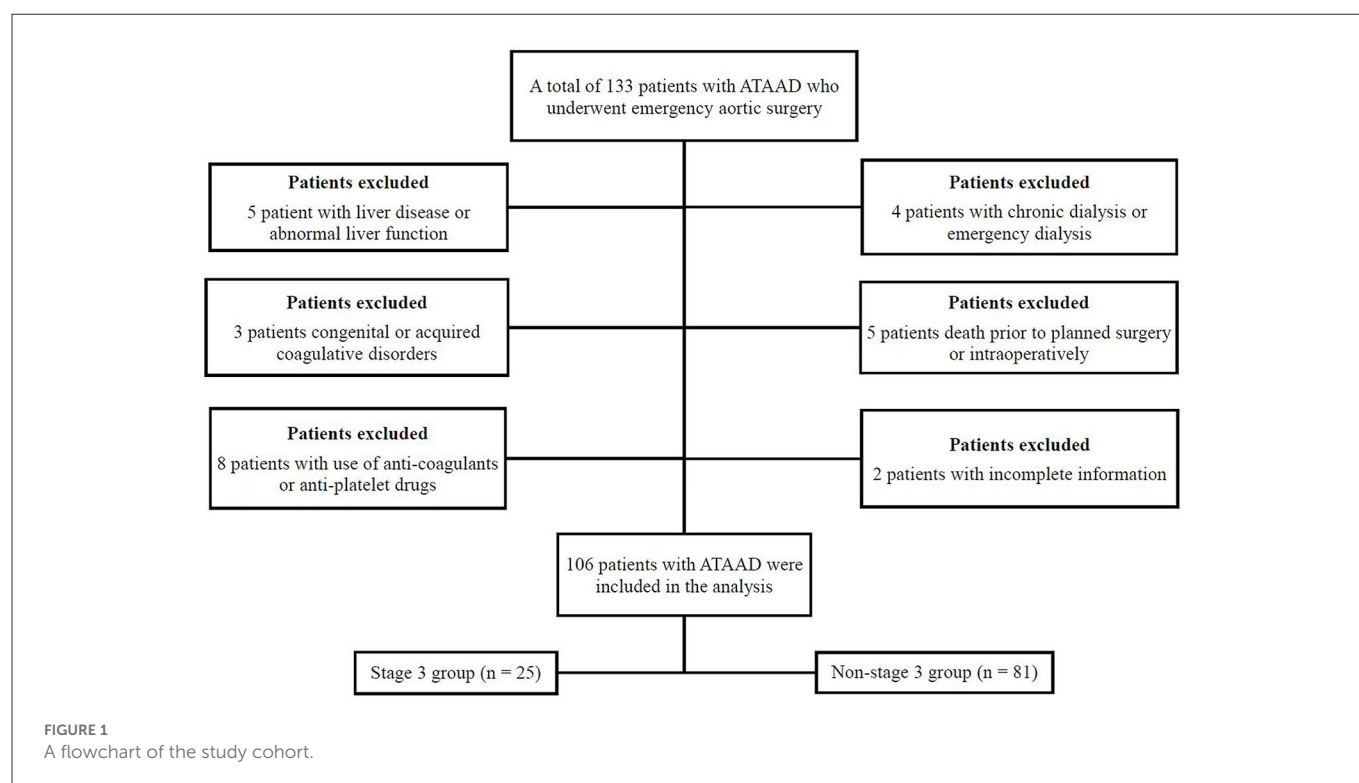 A total of 133 patients with ATAAD who
underwent emergency aortic surgery
Patients excluded
5 patient with liver disease or
abnormal liver function
Patients excluded
4 patients with chronic dialysis or
emergency dialysis
Patients excluded
3 patients congenital or acquired
coagulative disorders
Patients excluded
5 patients death prior to planned surgery
or intraoperatively
Patients excluded
8 patients with use of anti-coagulants
or anti-platelet drugs
Patients excluded
2 patients with incomplete information
106 patients with ATAAD were
included in the analysis
Stage 3 group (n = 25)
Non-stage 3 group (n = 81)
FIGURE 1
A flowchart of the study cohort.